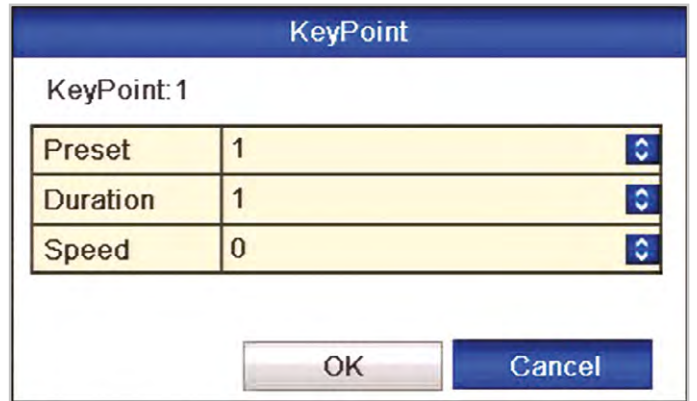 KeyPoint
KeyPoint:1
Preset 1
Duration 1
Speed 0
OK Cancel